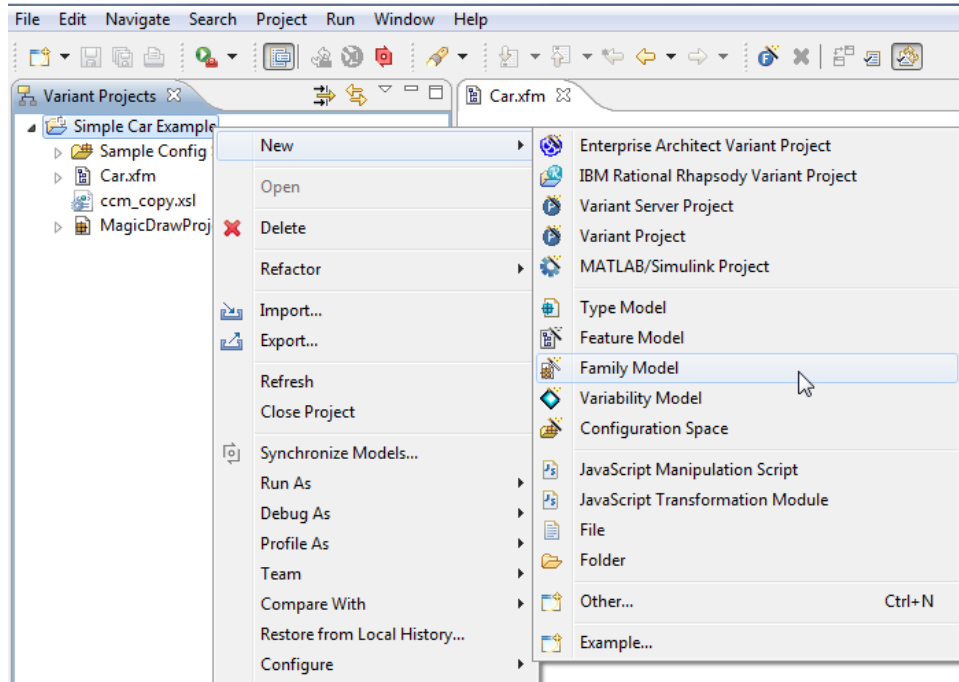 File Edit Navigate Search Project Run Window Help
Variant Projects
Car.xfm
Simple Car Example
Sample Config
Car.xfm
ccm_copy.xsl
MagicDrawProj
New
Open
Delete
Refactor
Import...
Export...
Refresh
Close Project
Synchronize Models...
Run As
Debug As
Profile As
Team
Compare With
Restore from Local History...
Configure
Enterprise Architect Variant Project
IBM Rational Rhapsody Variant Project
Variant Server Project
Variant Project
MATLAB/Simulink Project
Type Model
Feature Model
Family Model
Variability Model
Configuration Space
JavaScript Manipulation Script
JavaScript Transformation Module
File
Folder
Other... Ctrl+N
Example...